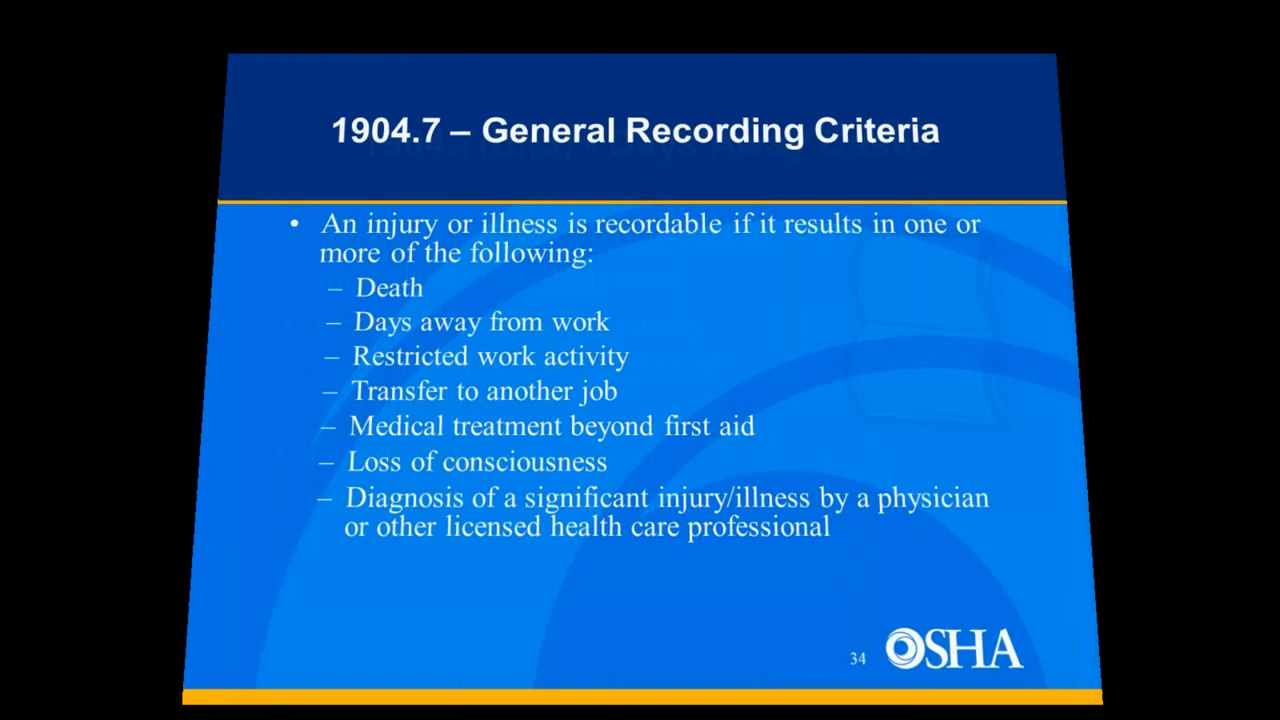 1904.7 – General Recording Criteria
• An injury or illness is recordable if it results in one or
more of the following:
– Death
– Days away from work
– Restricted work activity
– Transfer to another job
– Medical treatment beyond first aid
– Loss of consciousness
– Diagnosis of a significant injury/illness by a physician
or other licensed health care professional
34
OSHA